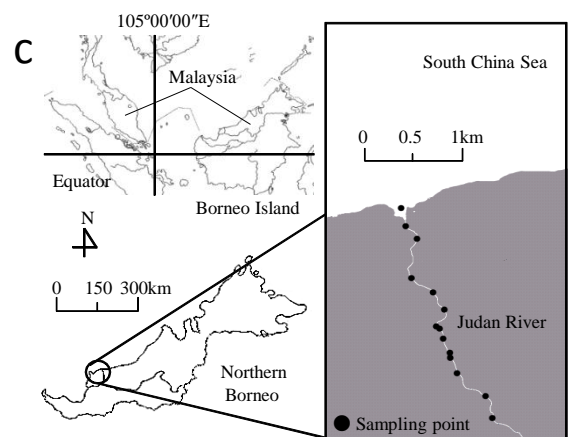 C
105º00'00"E
Malaysia
Equator
Borneo Island
N
0 150 300km
Northern
Borneo
South China Sea
0 0.5 1km
Judan River
Sampling point